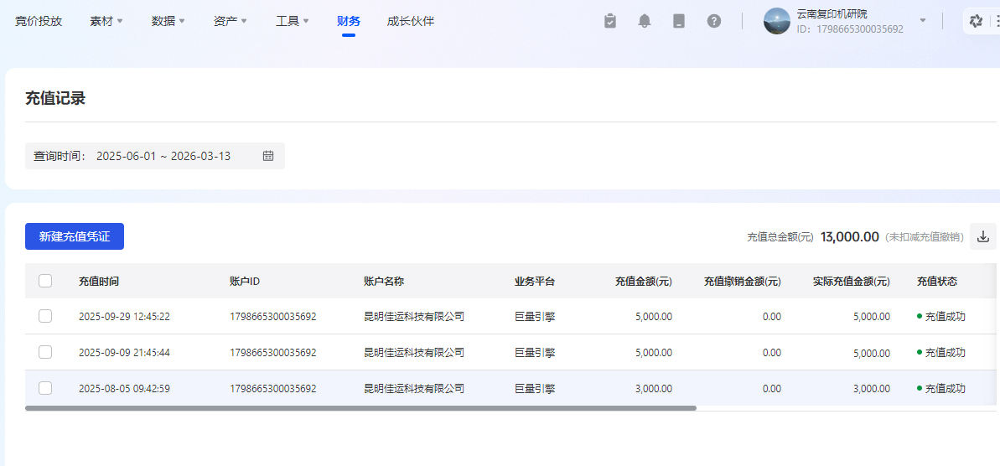 竞价投放 素材 数据 资产 工具 财务 成长伙伴 云南复印机研院
ID: 1798665300035692
充值记录
查询时间: 2025-06-01 ~ 2026-03-13
新建充值凭证 充值总金额(元) 13,000.00 (未扣减充值撤销)
充值时间 账户ID 账户名称 业务平台 充值金额(元) 充值撤销金额(元) 实际充值金额(元) 充值状态
2025-09-29 12:45:22 1798665300035692 昆明佳运科技有限公司 巨量引擎 5,000.00 0.00 5,000.00 充值成功
2025-09-09 21:45:44 1798665300035692 昆明佳运科技有限公司 巨量引擎 5,000.00 0.00 5,000.00 充值成功
2025-08-05 09:42:59 1798665300035692 昆明佳运科技有限公司 巨量引擎 3,000.00 0.00 3,000.00 充值成功